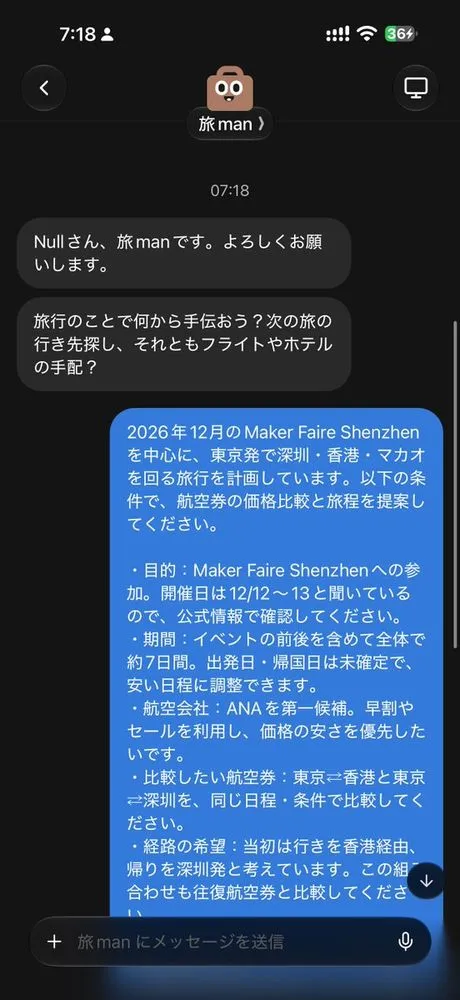 7:18
36
旅man 》
07:18
Nullさん、旅manです。よろしくお願
いします。
旅行のことで何から手伝おう？次の旅の
行き先探し、それともフライトやホテル
の手配？
2026年12月のMaker Faire Shenzhen
を中心に、東京発で深圳・香港・マカオ
を回る旅行を計画しています。以下の条
件で、航空券の価格比較と旅程を提案し
てください。
・目的：Maker Faire Shenzhenへの参
加。開催日は12/12～13と聞いている
ので、公式情報で確認してください。
・期間：イベントの前後を含めて全体で
約7日間。出発日・帰国日は未確定で、
安い日程に調整できます。
・航空会社：ANAを第一候補。早割や
セールを利用し、価格の安さを優先した
いです。
・比較したい航空券：東京⇄香港と東京
⇄深圳を、同じ日程・条件で比較してく
ださい。
・経路の希望：当初は行きを香港経由、
帰りを深圳発と考えています。この組み
合わせも往復航空券と比較してくださ
い。
旅man にメッセージを送信